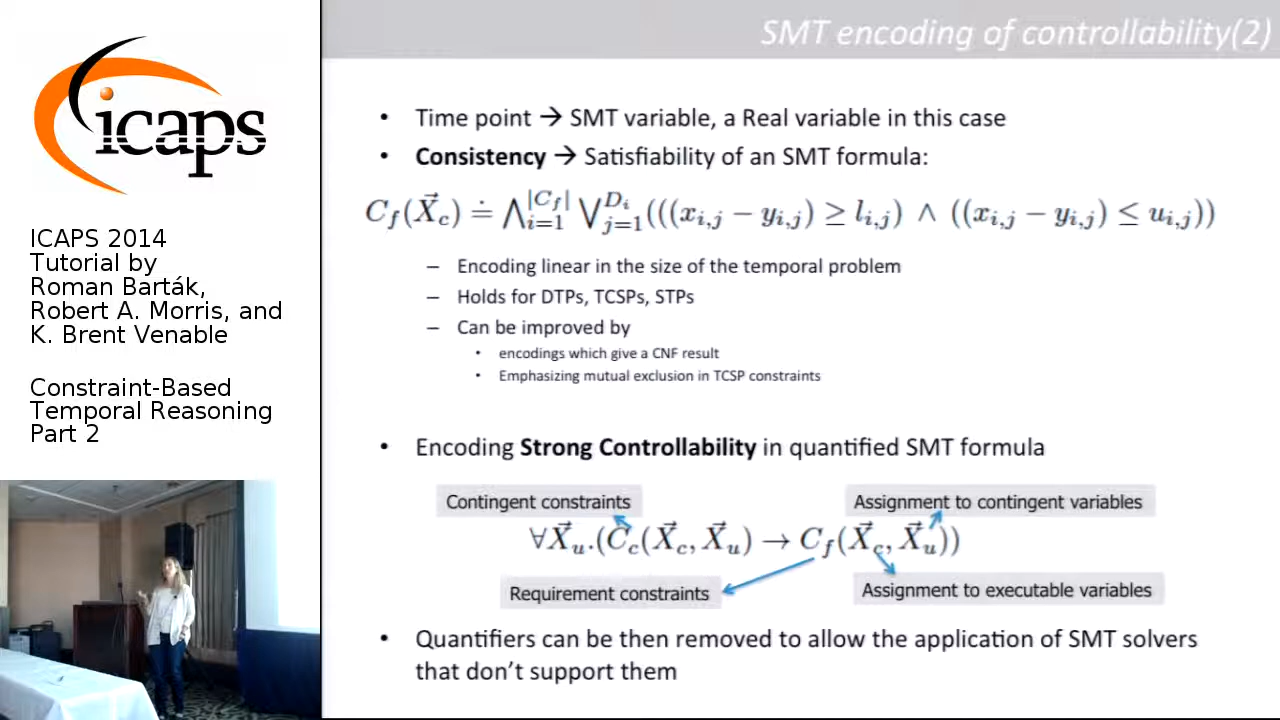 icaps
ICAPS 2014
Tutorial by
Roman Barták,
Robert A. Morris, and
K. Brent Venable
Constraint-Based
Temporal Reasoning
Part 2
SMT encoding of controllability(2)
• Time point → SMT variable, a Real variable in this case
• Consistency → Satisfiability of an SMT formula:
C_f(X⃗_c) ≐ ⋀_{i=1}^{|C_f|} ⋁_{j=1}^{D_i}(((x_{i,j} − y_{i,j}) ≥ l_{i,j}) ∧ ((x_{i,j} − y_{i,j}) ≤ u_{i,j}))
– Encoding linear in the size of the temporal problem
– Holds for DTPs, TCSPs, STPs
– Can be improved by
• encodings which give a CNF result
• Emphasizing mutual exclusion in TCSP constraints
• Encoding Strong Controllability in quantified SMT formula
Contingent constraints Assignment to contingent variables
∀X⃗_u.(C_c(X⃗_c, X⃗_u) → C_f(X⃗_c, X⃗_u))
Requirement constraints Assignment to executable variables
• Quantifiers can be then removed to allow the application of SMT solvers
that don't support them